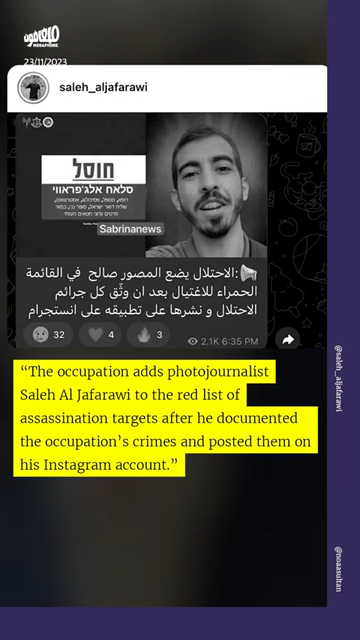 ميغافون
MEGAPHONE
23/11/2023
saleh_aljafarawi
חוסל
סלאח אלג'פראווי
Sabrinanews
:الاحتلال يضع المصور صالح في القائمة
الحمراء للاغتيال بعد ان وثّق كل جرائم
الاحتلال و نشرها على تطبيقه على انستجرام
32
4
3
2.1K 6:35 PM
“The occupation adds photojournalist
Saleh Al Jafarawi to the red list of
assassination targets after he documented
the occupation’s crimes and posted them on
his Instagram account.”
@saleh_aljafarawi
@noaasultan